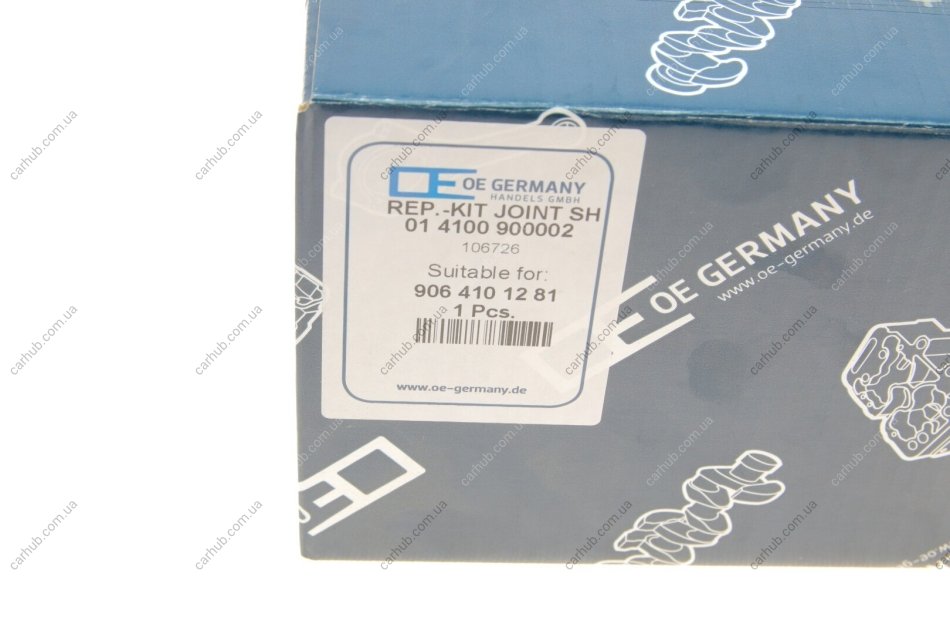 OE GERMANY
HANDELS GMBH
REP.-KIT JOINT SH
01 4100 900002
106726
Suitable for:
906 410 12 81
1 Pcs.
www.oe-germany.de
OE GERMANY
www.oe-germany.de
carhub.com.ua